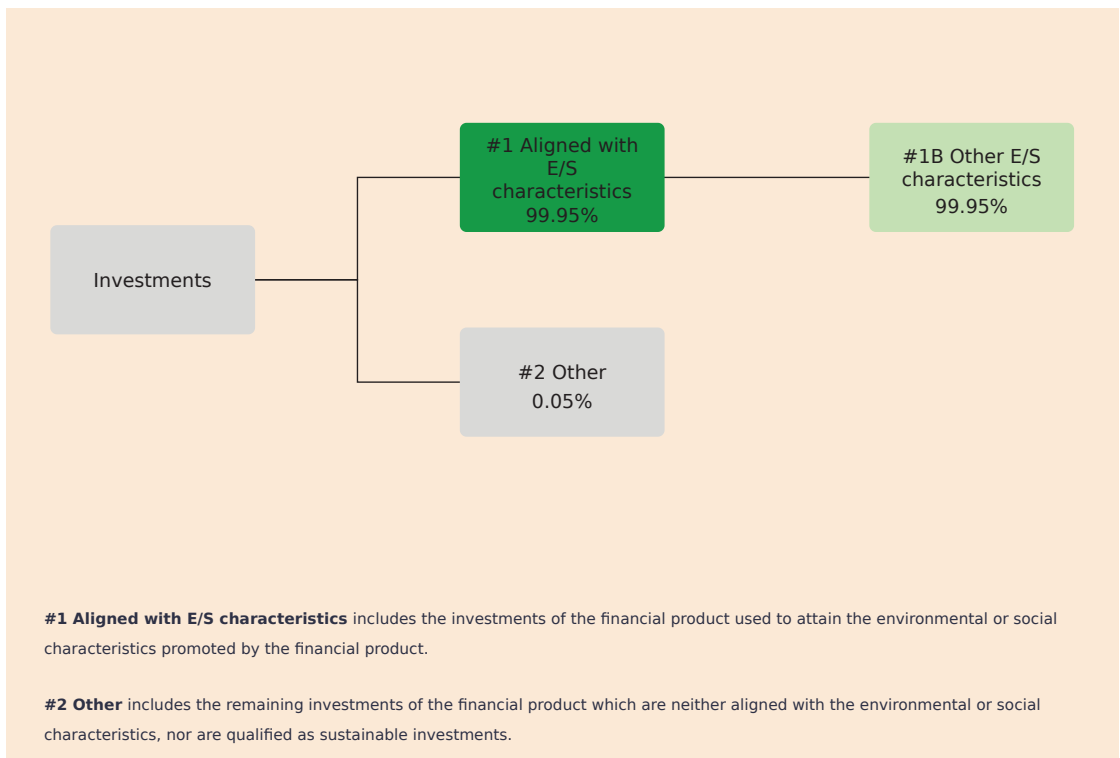 #1 Aligned with
E/S
characteristics
99.95%
#1B Other E/S
characteristics
99.95%
Investments
#2 Other
0.05%
#1 Aligned with E/S characteristics includes the investments of the financial product used to attain the environmental or social
characteristics promoted by the financial product.
#2 Other includes the remaining investments of the financial product which are neither aligned with the environmental or social
characteristics, nor are qualified as sustainable investments.